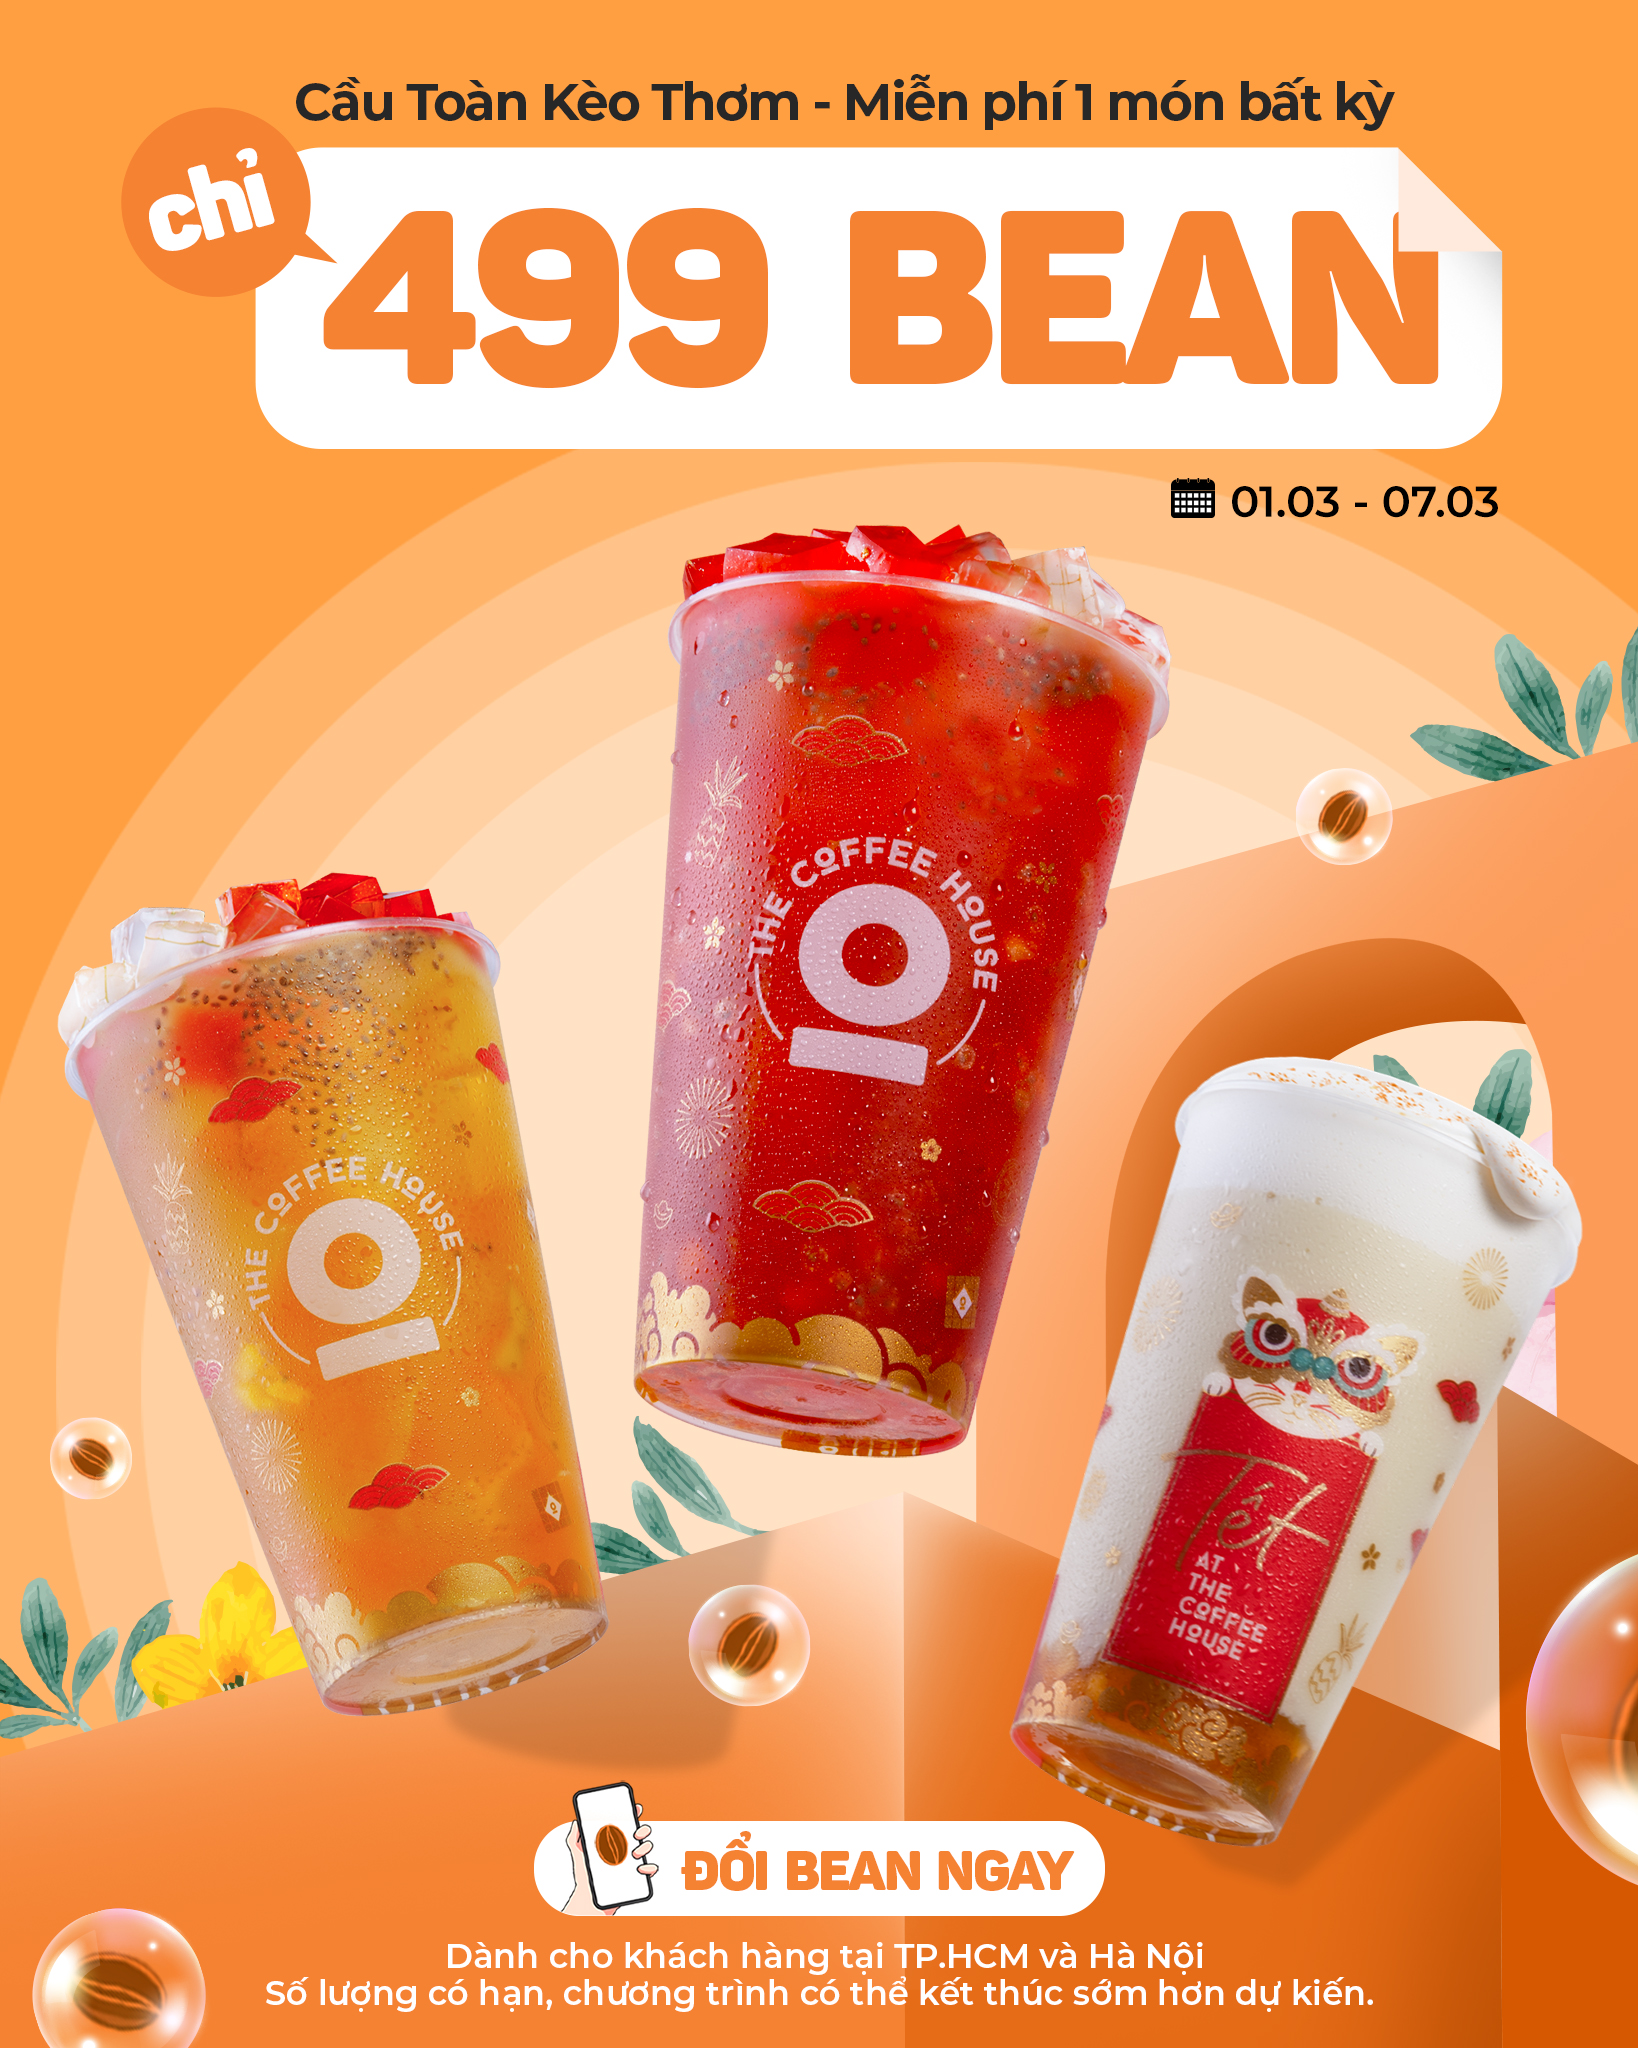 Cầu Toàn Kèo Thơm - Miễn phí 1 món bất kỳ
chỉ
499 BEAN
01.03 - 07.03
THE COFFEE HOUSE
THE COFFEE HOUSE
Tết
AT
THE
COFFEE
HOUSE
ĐỔI BEAN NGAY
Dành cho khách hàng tại TP.HCM và Hà Nội
Số lượng có hạn, chương trình có thể kết thúc sớm hơn dự kiến.